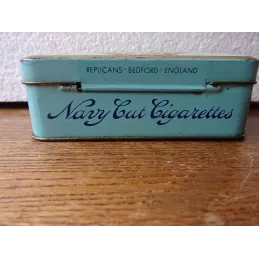 REPLICANS · BEDFORD · ENGLAND
Navy Cut Cigarettes